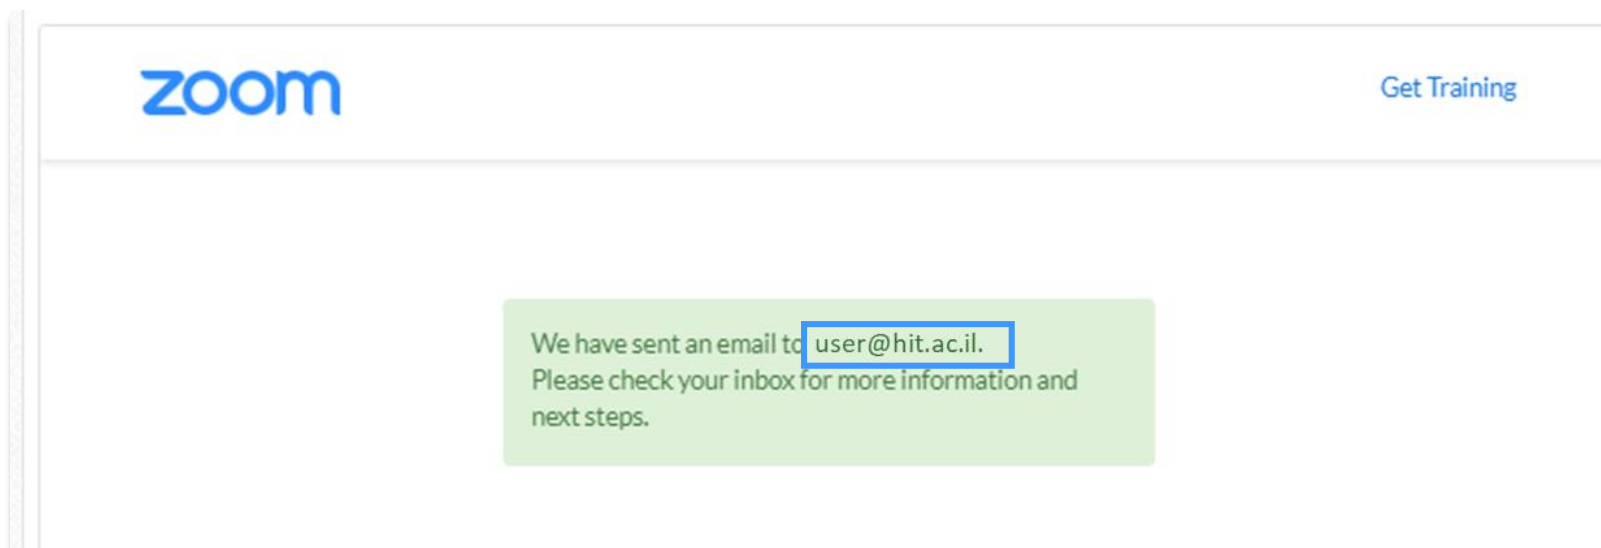 zoom
Get Training
We have sent an email to user@hit.ac.il.
Please check your inbox for more information and
next steps.